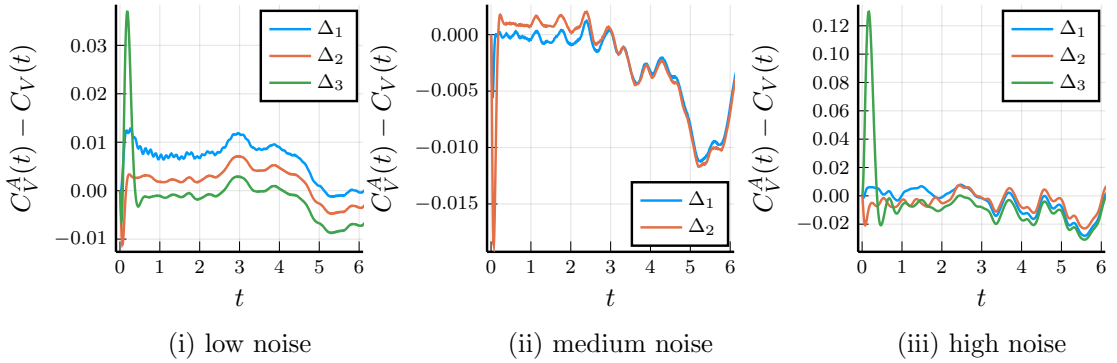 C_V^A(t) − C_V(t)
0.03
0.02
0.01
0.00
−0.01
Δ₁
Δ₂
Δ₃
0 1 2 3 4 5 6
t
(i) low noise
C_V^A(t) − C_V(t)
0.000
−0.005
−0.010
−0.015
Δ₁
Δ₂
0 1 2 3 4 5 6
t
(ii) medium noise
C_V^A(t) − C_V(t)
0.12
0.10
0.08
0.06
0.04
0.02
0.00
−0.02
Δ₁
Δ₂
Δ₃
0 1 2 3 4 5 6
t
(iii) high noise